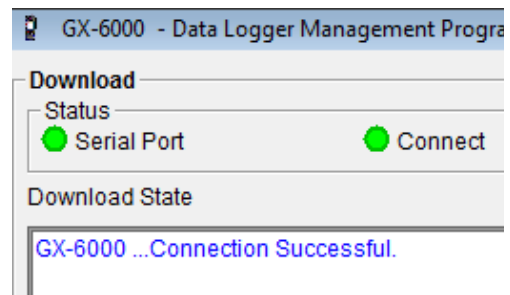 GX-6000 - Data Logger Management Progra
Download
Status
Serial Port Connect
Download State
GX-6000 ...Connection Successful.